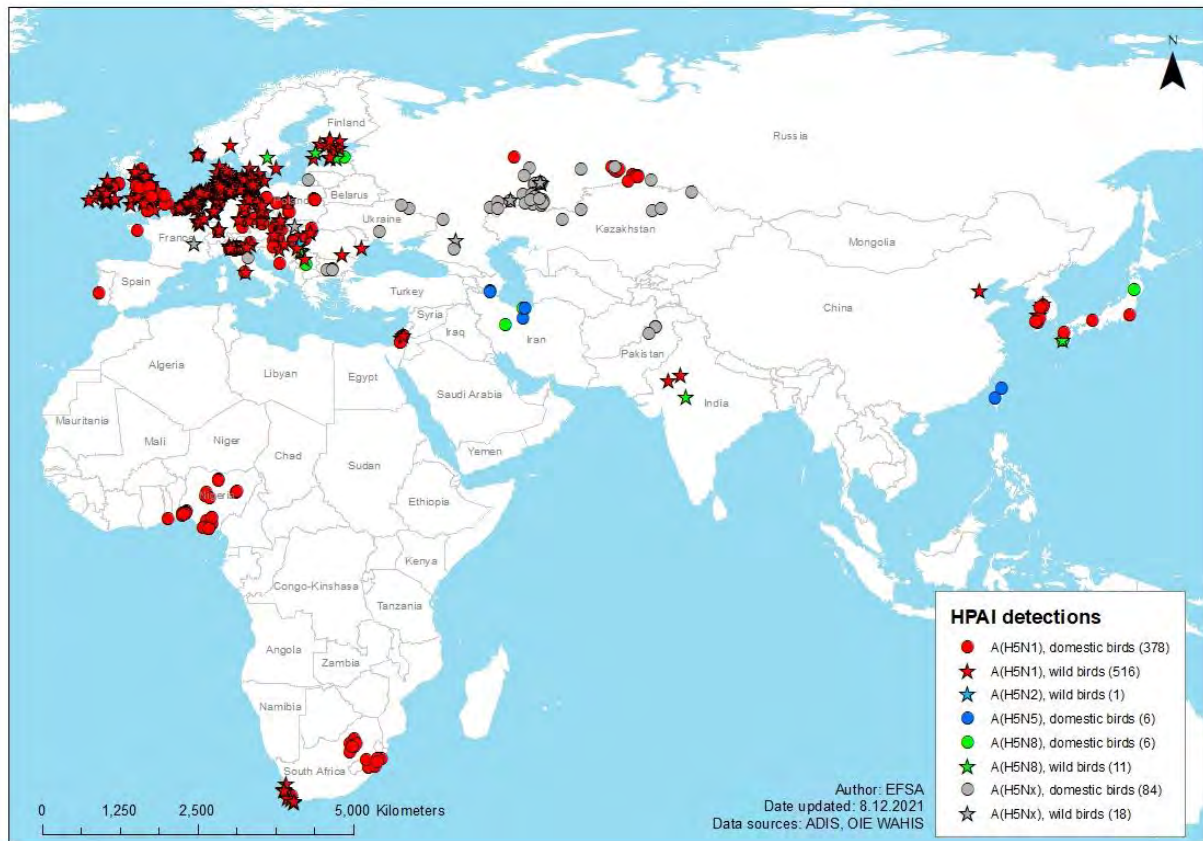 N
Finland
Russia
Belarus
Poland
Ukraine
Kazakhstan
France
Mongolia
Spain
Turkey
China
Syria
Iraq
Iran
Pakistan
Algeria
Libyan
Egypt
Saudi Arabia
India
Mauritania
Mali
Niger
Chad
Sudan
Yemen
Nigeria
Ethiopia
Kenya
Congo-Kinshasa
Tanzania
Angola
Zambia
Namibia
South Africa
0 1,250 2,500 5,000 Kilometers
Author: EFSA
Date updated: 8.12.2021
Data sources: ADIS, OIE WAHIS
HPAI detections
A(H5N1), domestic birds (378)
A(H5N1), wild birds (516)
A(H5N2), wild birds (1)
A(H5N5), domestic birds (6)
A(H5N8), domestic birds (6)
A(H5N8), wild birds (11)
A(H5Nx), domestic birds (84)
A(H5Nx), wild birds (18)